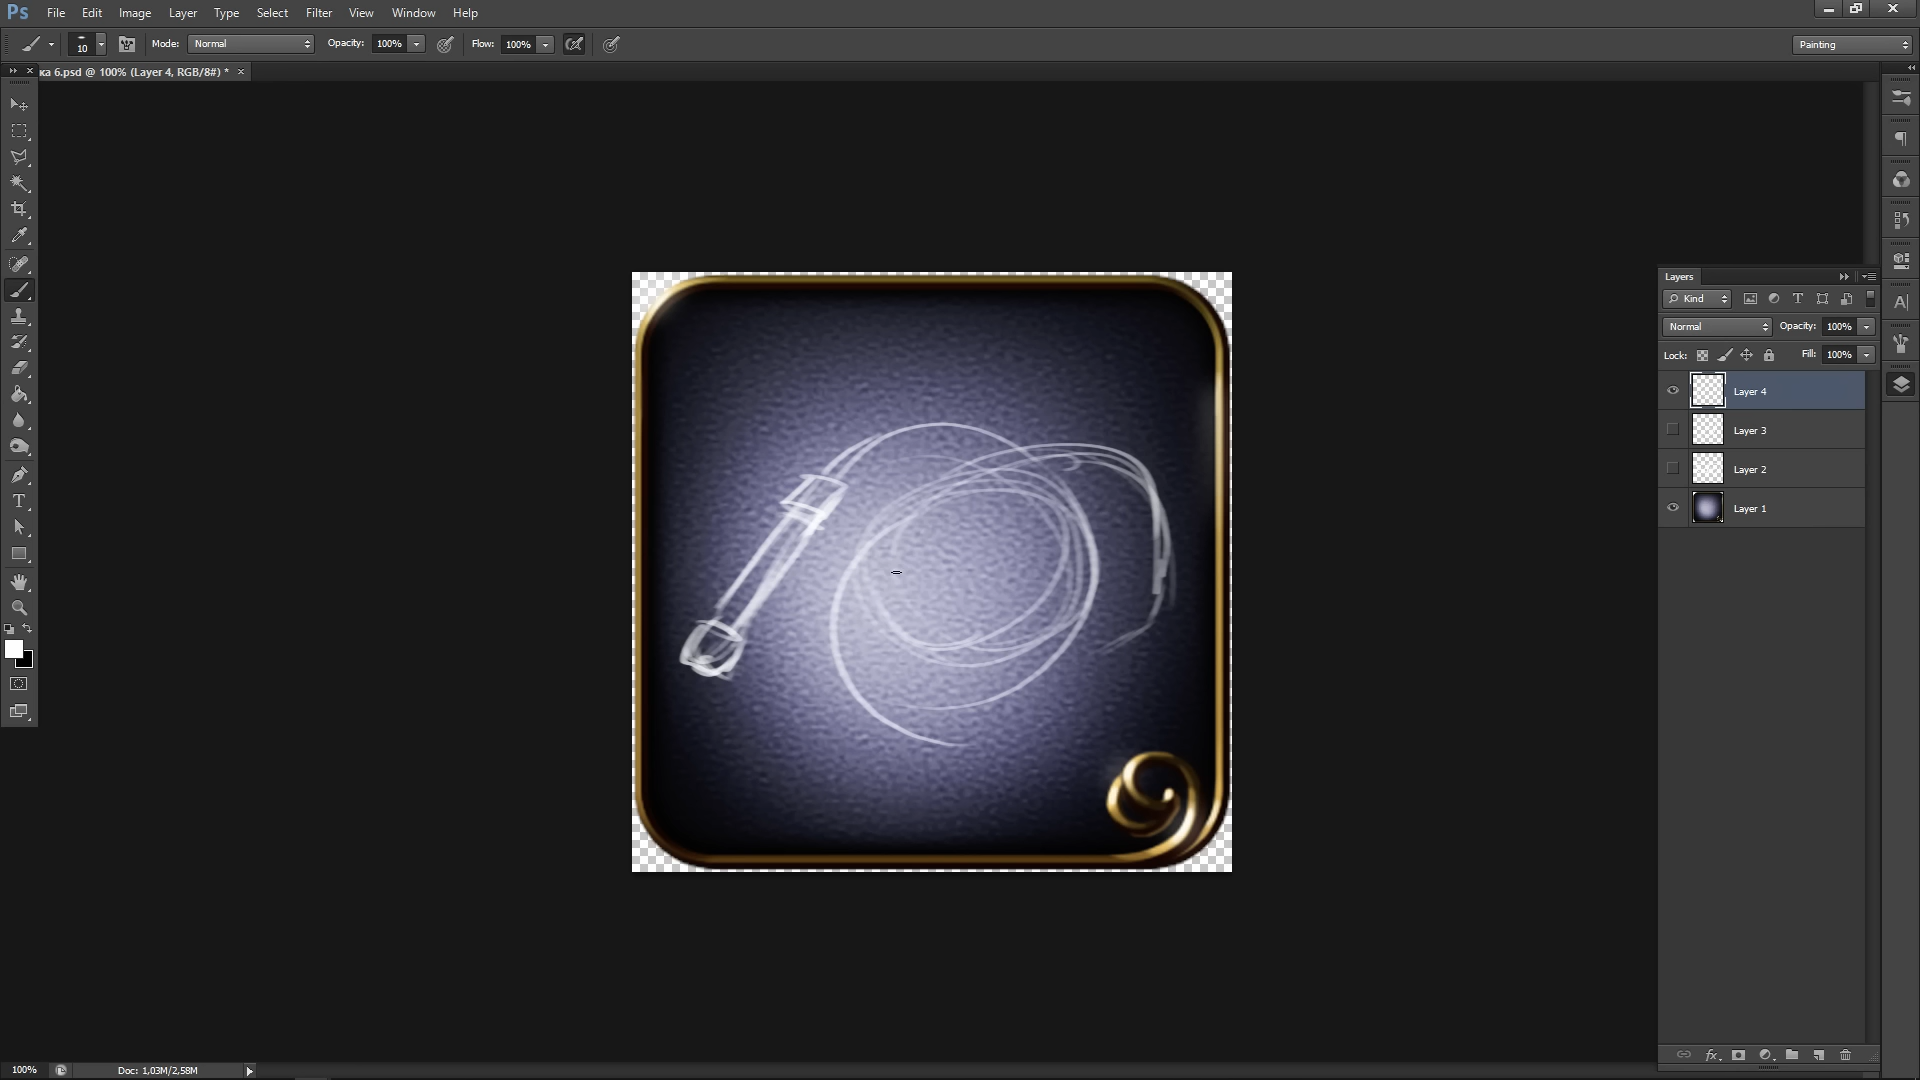 Ps File Edit Image Layer Type Select Filter View Window Help
10 Mode: Normal Opacity: 100% Flow: 100% Painting
ка 6.psd @ 100% (Layer 4, RGB/8#) * ×
Layers
Kind
Normal Opacity: 100%
Lock: Fill: 100%
Layer 4
Layer 3
Layer 2
Layer 1
100% Doc: 1,03M/2,58M